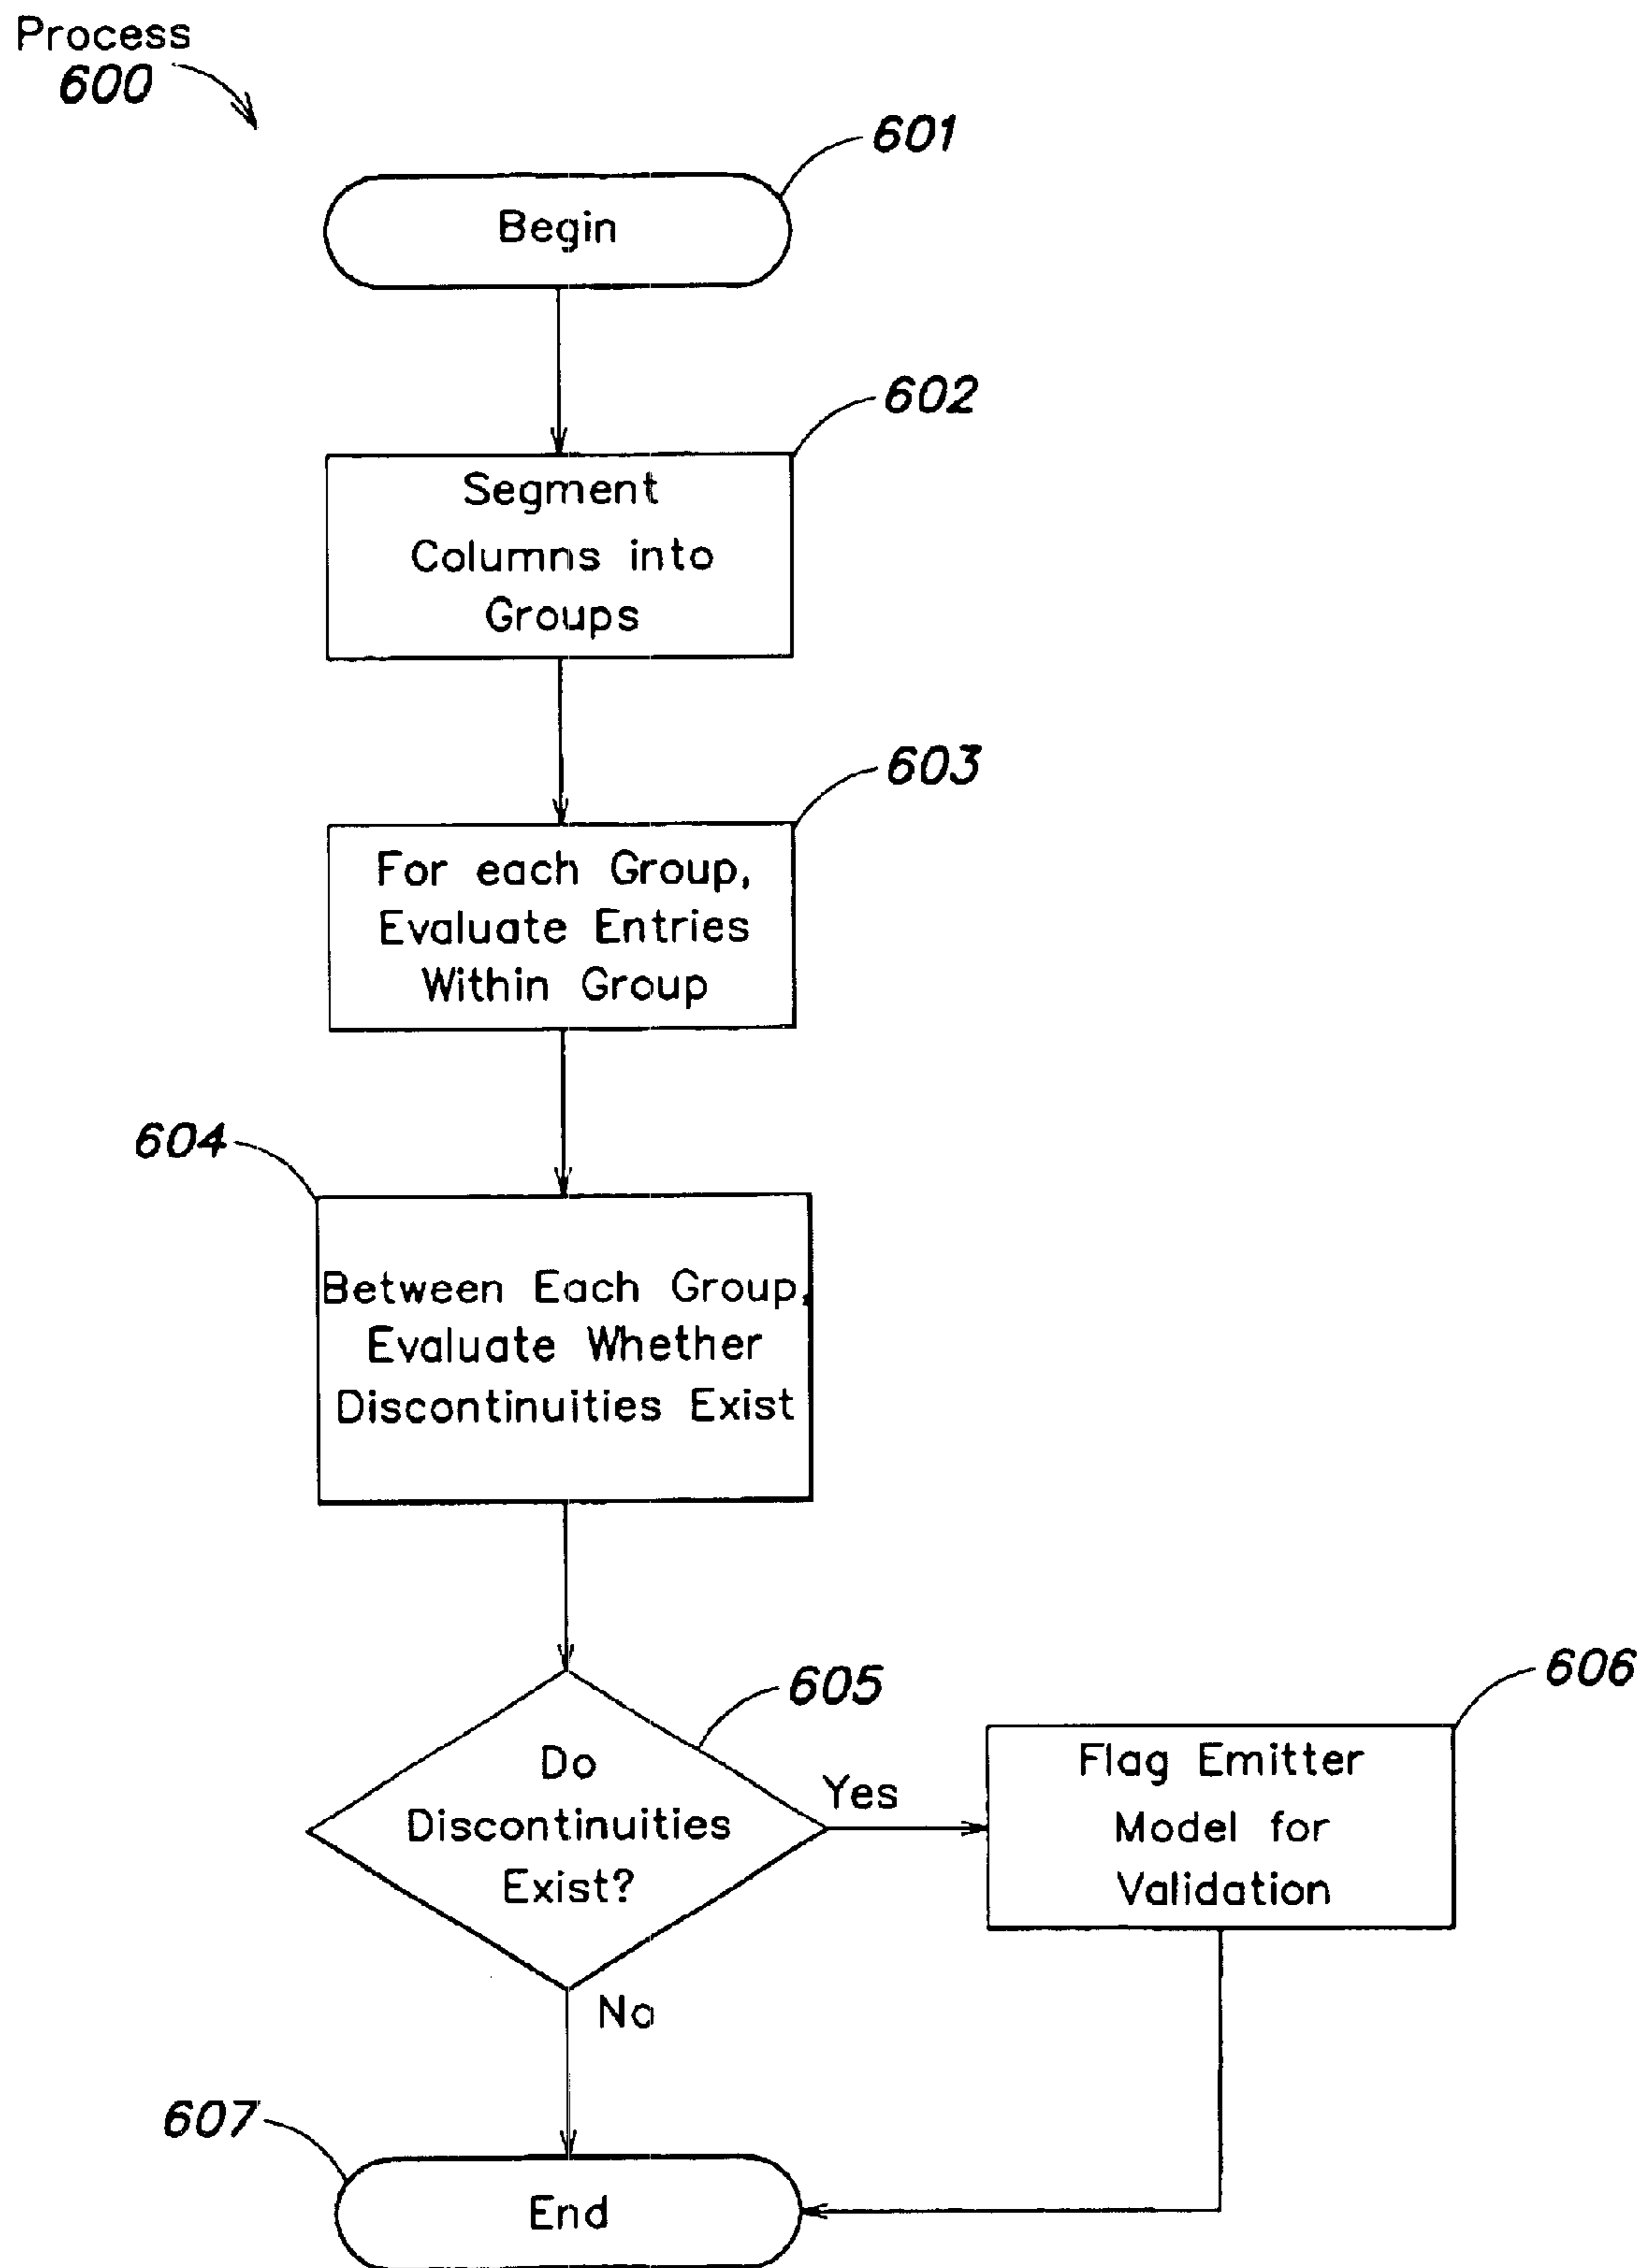 Process
600
601
Begin
602
Segment
Columns into
Groups
603
For each Group,
Evaluate Entries
Within Group
604
Between Each Group,
Evaluate Whether
Discontinuities Exist
605
Do
Discontinuities
Exist?
Yes
606
Flag Emitter
Model for
Validation
No
607
End